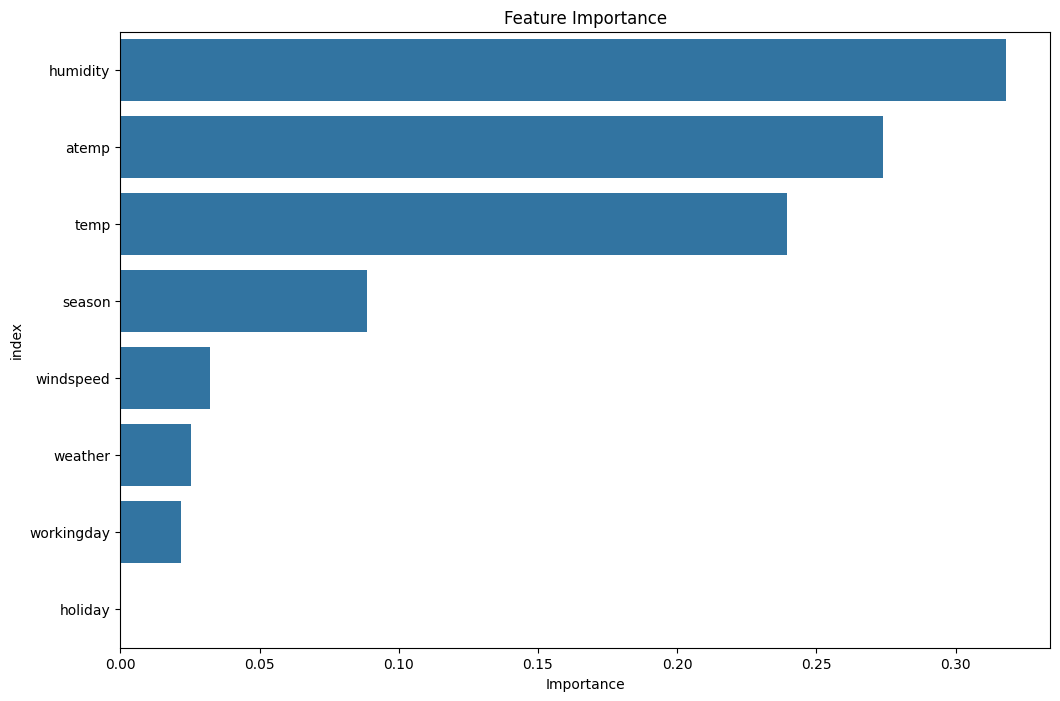 Feature Importance
humidity
atemp
temp
season
windspeed
weather
workingday
holiday
index
0.00 0.05 0.10 0.15 0.20 0.25 0.30
Importance